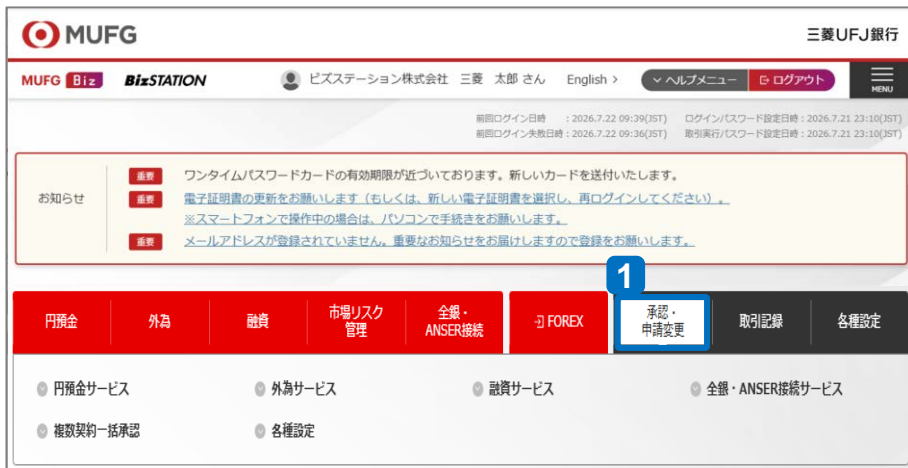 MUFG
三菱UFJ銀行
MUFG Biz BizSTATION ビズステーション株式会社 三菱 太郎 さん English > ヘルプメニュー ログアウト MENU
前回ログイン日時 : 2026.7.22 09:39(JST) ログインパスワード設定日時 : 2026.7.21 23:10(JST)
前回ログイン失敗日時 : 2026.7.22 09:36(JST) 取引実行パスワード設定日時 : 2026.7.21 23:10(JST)
お知らせ
重要 ワンタイムパスワードカードの有効期限が近づいております。新しいカードを送付いたします。
重要 電子証明書の更新をお願いします（もしくは、新しい電子証明書を選択し、再ログインしてください）。
※スマートフォンで操作中の場合は、パソコンで手続きをお願いします。
重要 メールアドレスが登録されていません。重要なお知らせをお届けしますので登録をお願いします。
1
円預金
外為
融資
市場リスク
管理
全銀・
ANSER接続
FOREX
承認・
申請変更
取引記録
各種設定
円預金サービス 外為サービス 融資サービス 全銀・ANSER接続サービス
複数契約一括承認 各種設定